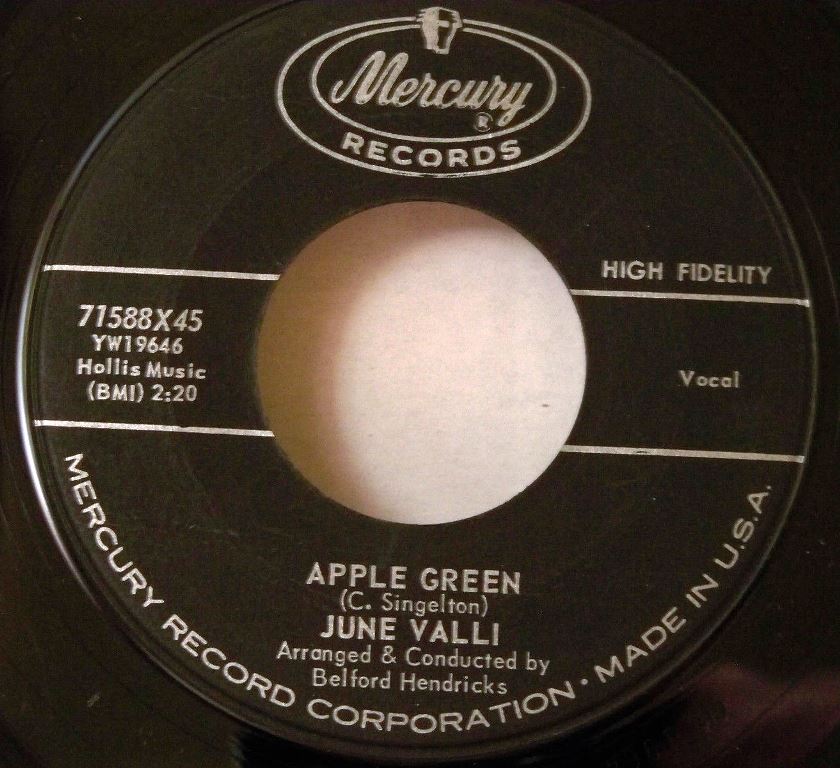 Mercury
®
RECORDS
HIGH FIDELITY
71588X45
YW19646
Hollis Music
(BMI) 2:20
Vocal
APPLE GREEN
(C. Singelton)
JUNE VALLI
Arranged & Conducted by
Belford Hendricks
MERCURY RECORD CORPORATION · MADE IN U.S.A.